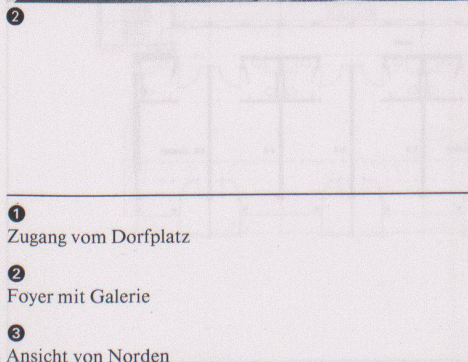 ❷
❶
Zugang vom Dorfplatz
❷
Foyer mit Galerie
❸
Ansicht von Norden